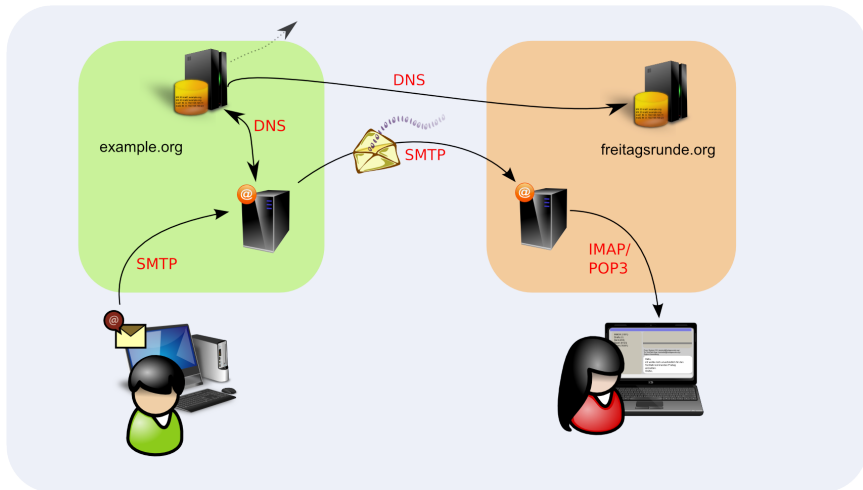 DNS
DNS
example.org
freitagsrunde.org
SMTP
@
@
SMTP
IMAP/
POP3
@